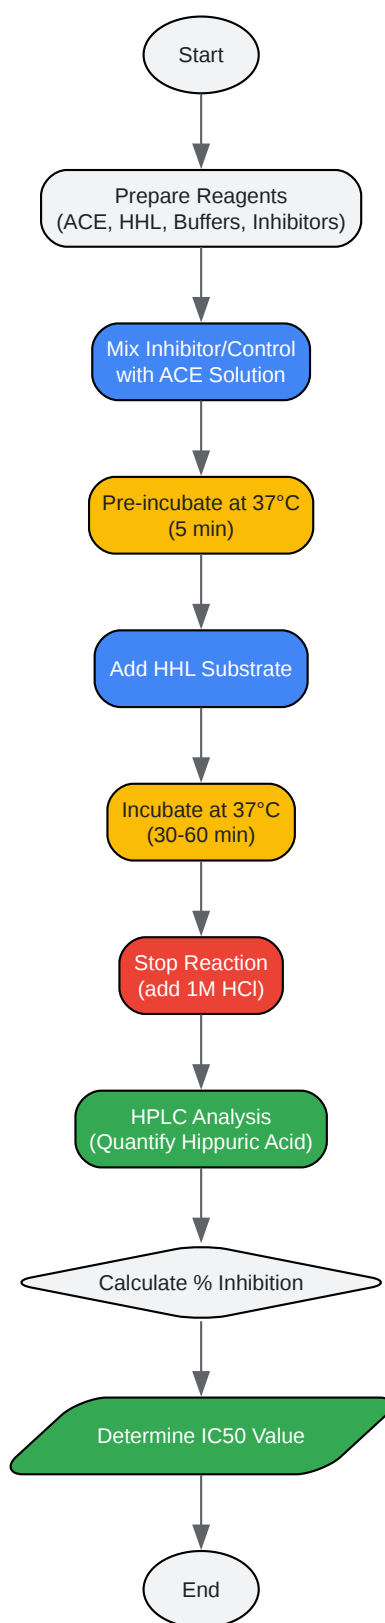 Start
Prepare Reagents
(ACE, HHL, Buffers, Inhibitors)
Mix Inhibitor/Control
with ACE Solution
Pre-incubate at 37°C
(5 min)
Add HHL Substrate
Incubate at 37°C
(30-60 min)
Stop Reaction
(add 1M HCl)
HPLC Analysis
(Quantify Hippuric Acid)
Calculate % Inhibition
Determine IC50 Value
End